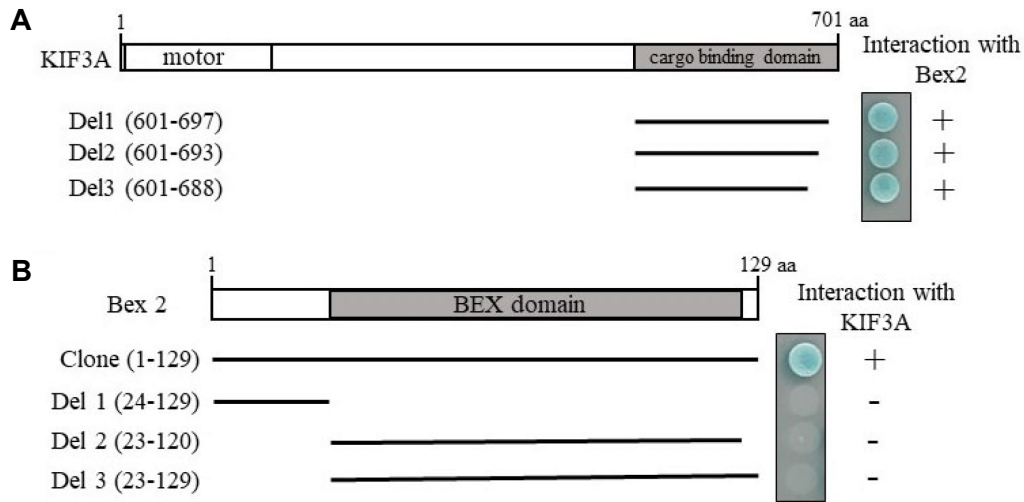 A
1
701 aa
KIF3A
motor
cargo binding domain
Interaction with
Bex2
Del1 (601-697)
+
Del2 (601-693)
+
Del3 (601-688)
+
B
1
129 aa
Bex 2
BEX domain
Interaction with
KIF3A
Clone (1-129)
+
Del 1 (24-129)
-
Del 2 (23-120)
-
Del 3 (23-129)
-